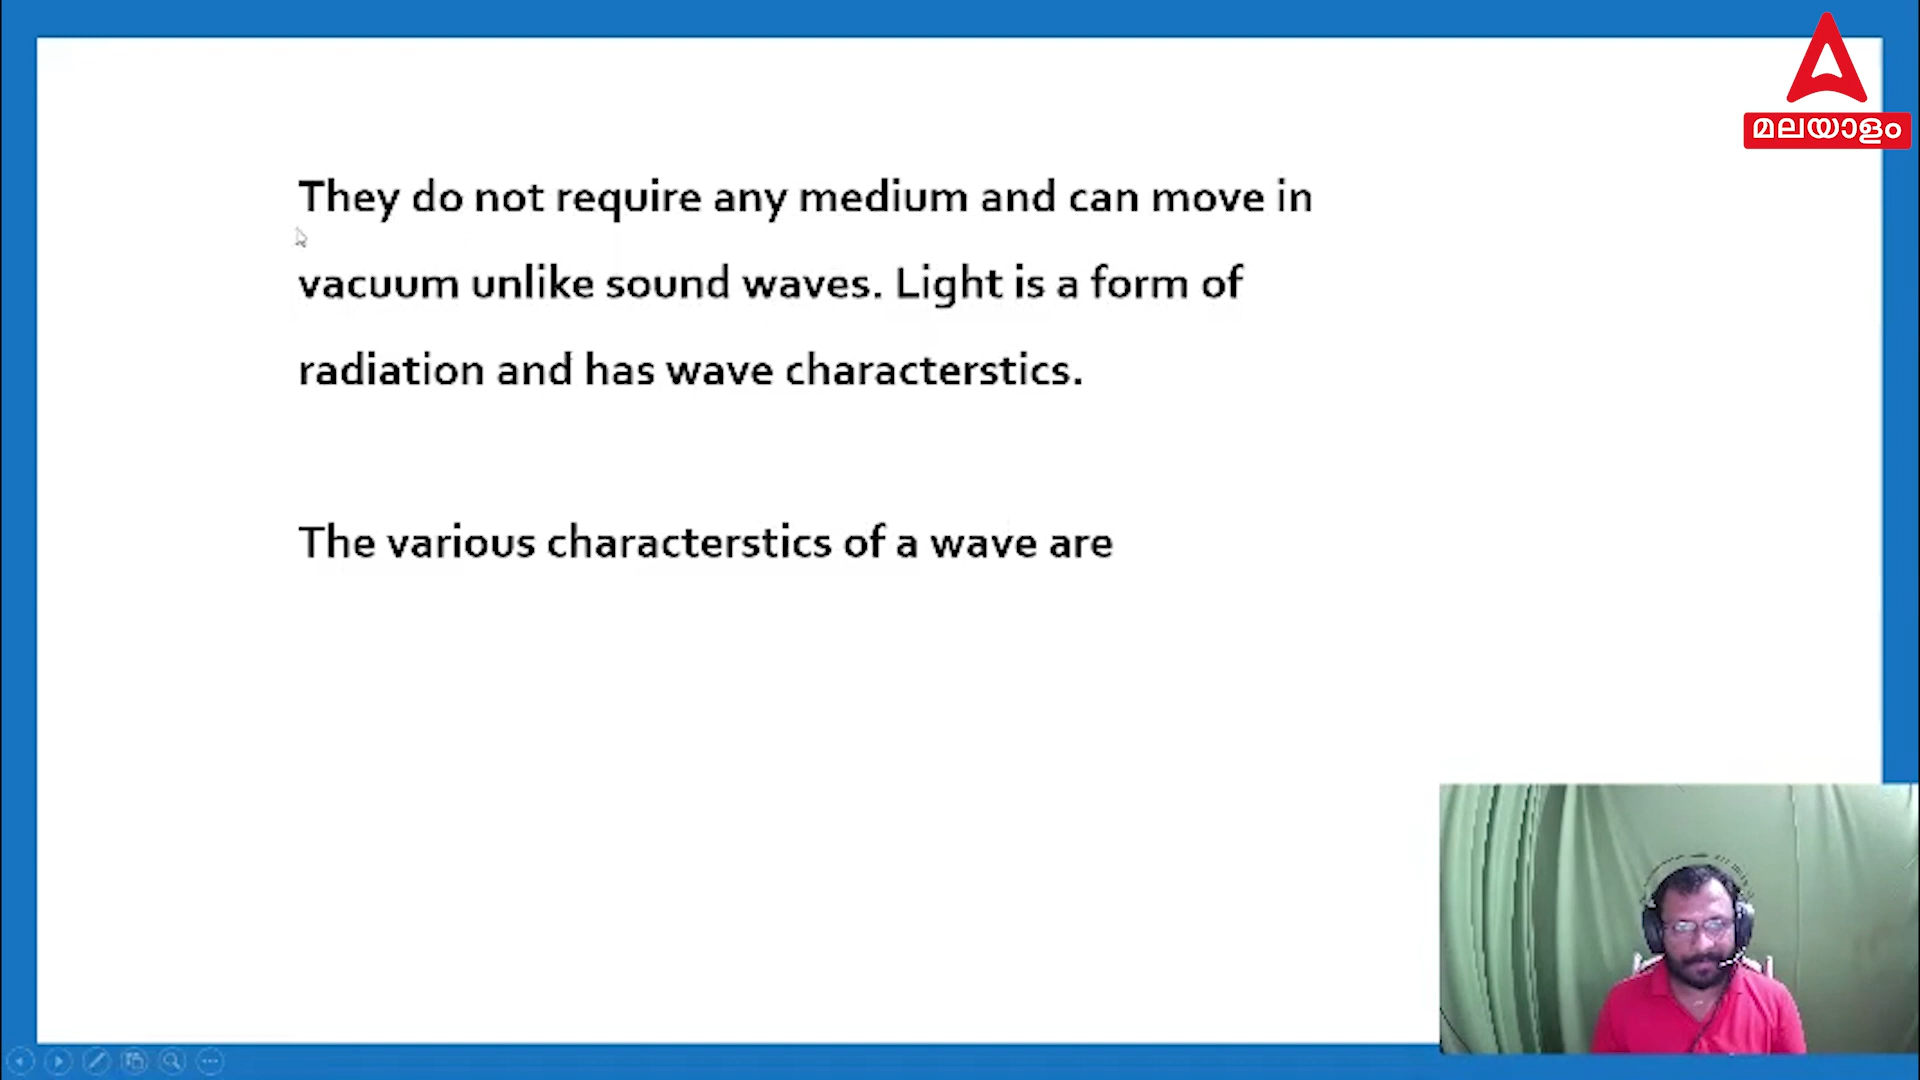 മലയാളം
They do not require any medium and can move in
vacuum unlike sound waves. Light is a form of
radiation and has wave characterstics.
The various characterstics of a wave are